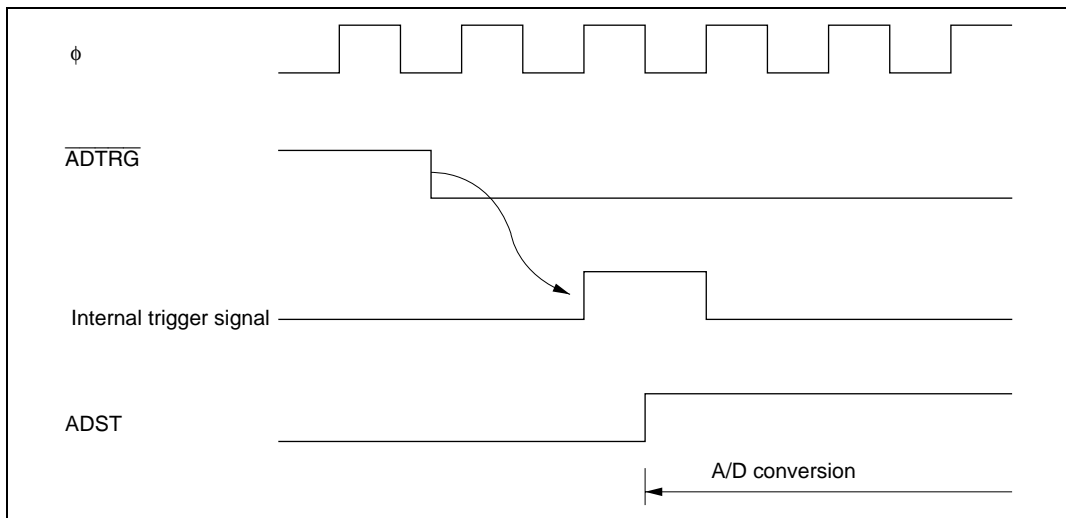 ϕ
ADTRG
Internal trigger signal
ADST
A/D conversion